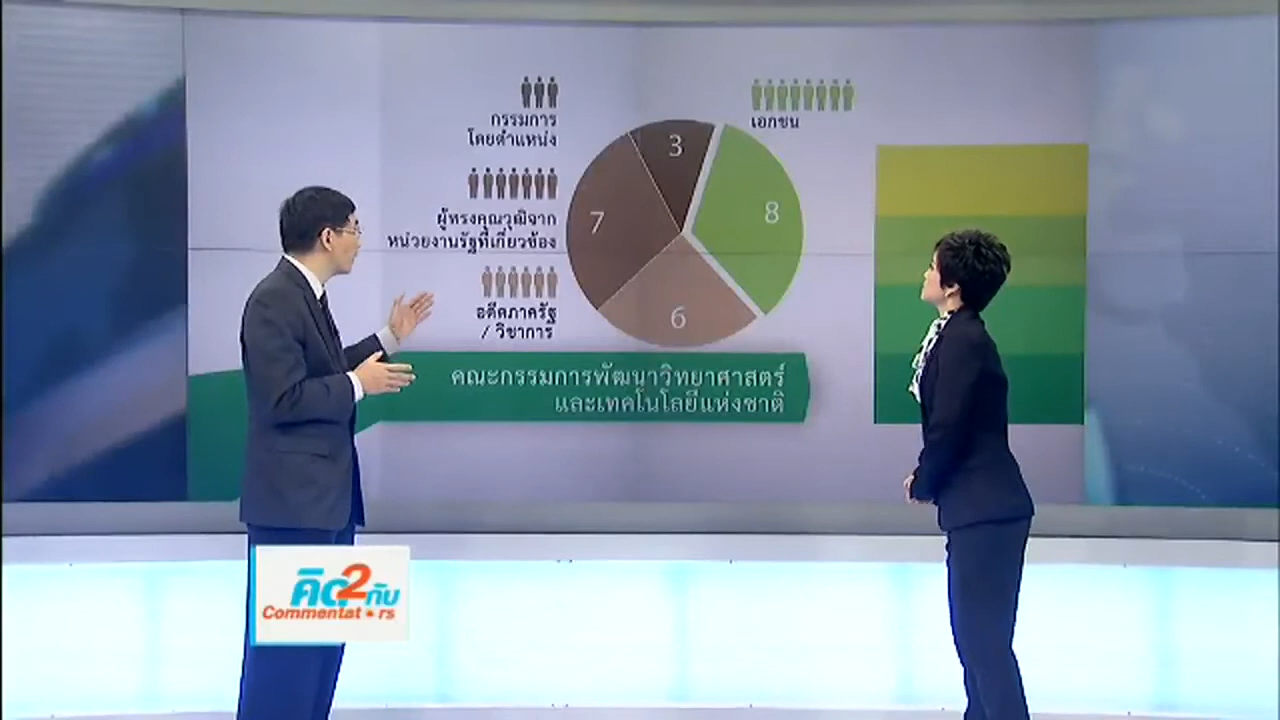 กรรมการ
โดยตำแหน่ง
เอกชน
3
8
7
6
ผู้ทรงคุณวุฒิจาก
หน่วยงานรัฐที่เกี่ยวข้อง
อดีตภาครัฐ
/ วิชาการ
คณะกรรมการพัฒนาวิทยาศาสตร์
และเทคโนโลยีแห่งชาติ
คิด2กับ
Commentat rs